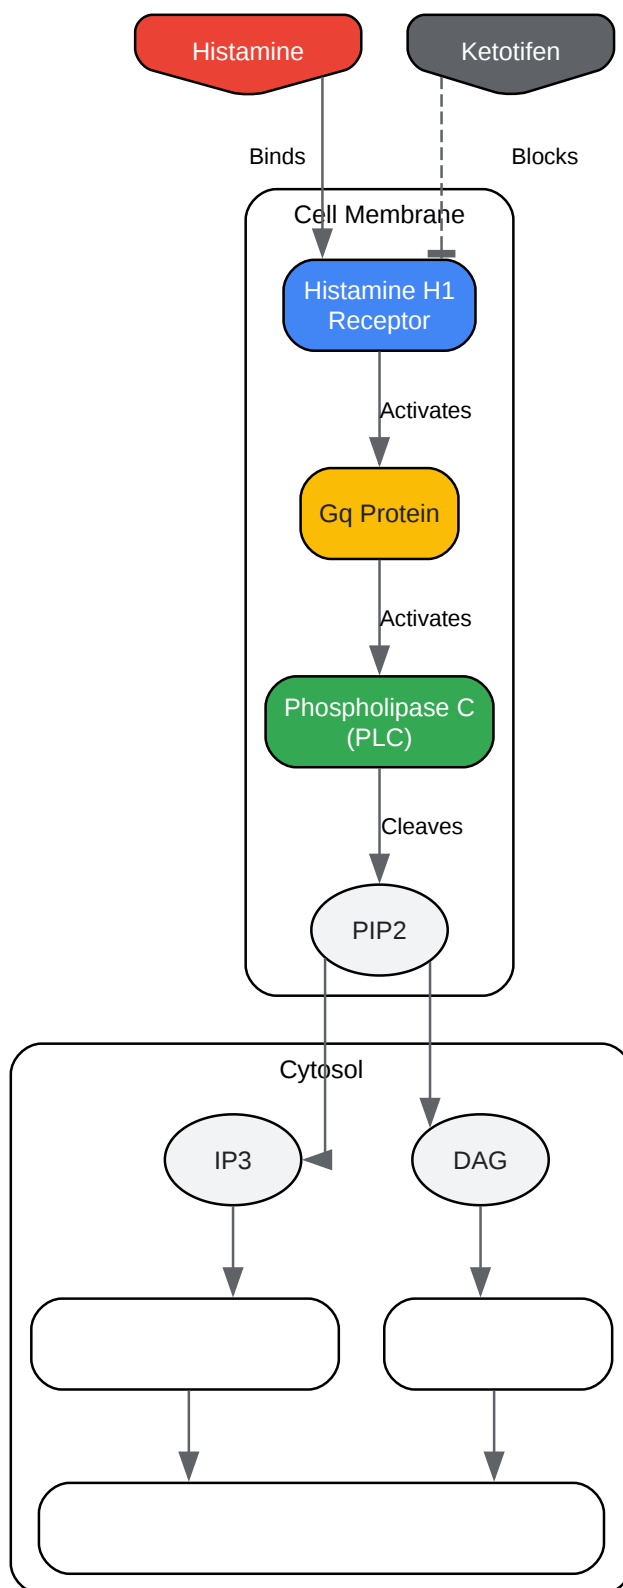 Histamine
Ketotifen
Binds
Blocks
Cell Membrane
Histamine H1
Receptor
Activates
Gq Protein
Activates
Phospholipase C
(PLC)
Cleaves
PIP2
Cytosol
IP3
DAG